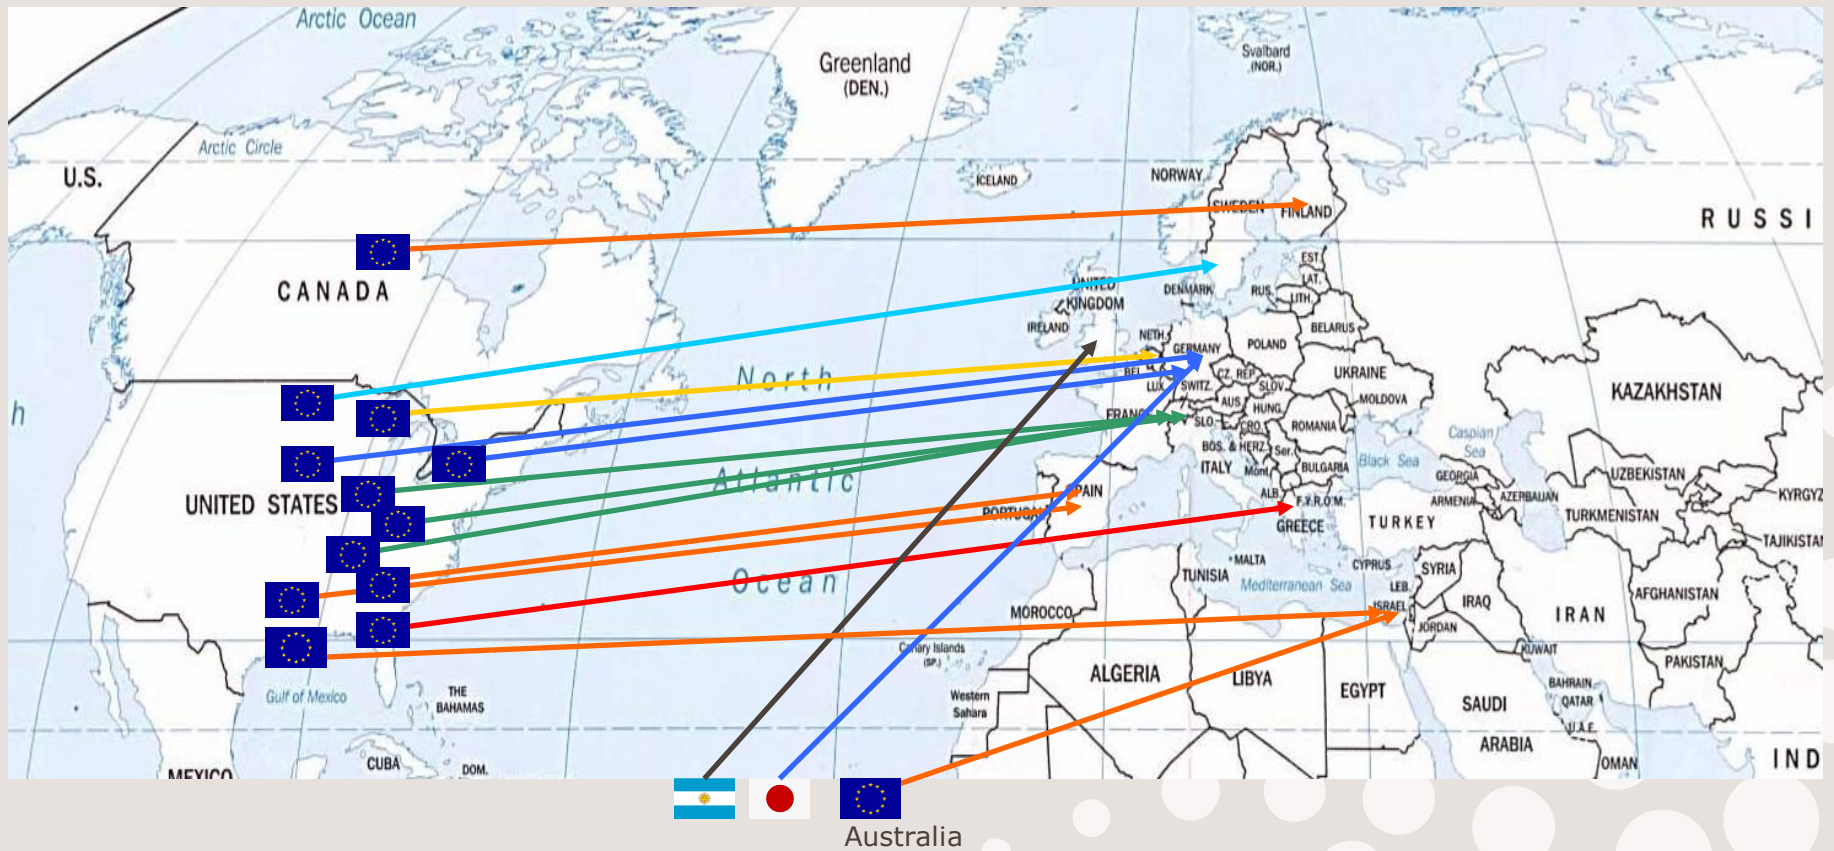 Arctic Ocean
Greenland
(DEN.)
Svalbard
(NOR.)
Arctic Circle
U.S.
ICELAND
NORWAY
SWEDEN
FINLAND
RUSSI
CANADA
EST.
LAT.
LITH.
RUS.
UNITED
KINGDOM
DENMARK
IRELAND
BELARUS
NETH.
GERMANY
POLAND
BEL.
LUX
CZ. REP.
SLOV.
UKRAINE
North
SWITZ.
AUS.
HUNG.
MOLDOVA
KAZAKHSTAN
h
FRANCE
SLO.
CRO.
ROMANIA
BOS. & HERZ.
Ser.
Caspian
Sea
Black Sea
ITALY
Mont.
BULGARIA
GEORGIA
UZBEKISTAN
Atlantic
UNITED STATES
PAIN
PORTUGAL
ALB.
F.Y.R.O.M.
ARMENIA
AZERBAIJAN
KYRGYZ
GREECE
TURKEY
TURKMENISTAN
TAJIKISTAN
Ocean
MALTA
TUNISIA
Mediterranean Sea
CYPRUS
SYRIA
LEB.
ISRAEL
IRAQ
IRAN
AFGHANISTAN
MOROCCO
JORDAN
Canary Islands
(SP.)
KUWAIT
PAKISTAN
Gulf of Mexico
THE
BAHAMAS
Western
Sahara
ALGERIA
LIBYA
EGYPT
SAUDI
ARABIA
BAHRAIN
QATAR
U.A.E.
OMAN
IND
MEXICO
CUBA
DOM.
Australia